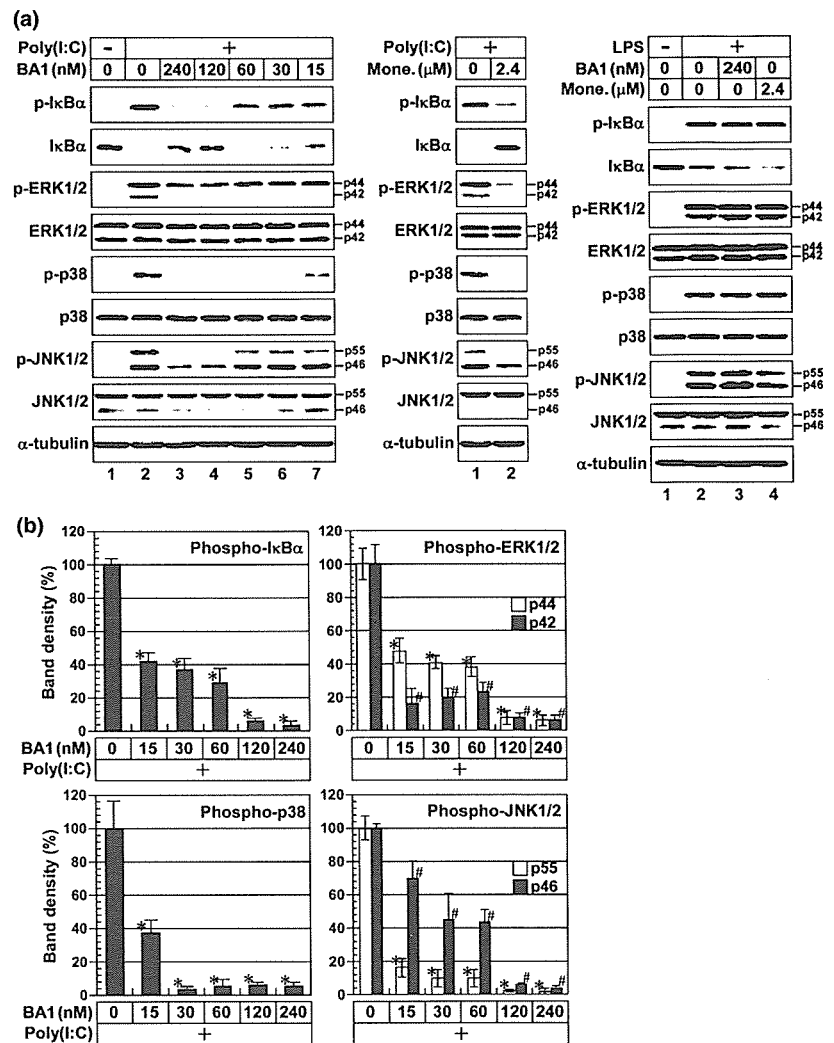 (a)
Poly(I:C) - +
BA1 (nM) 0 0 240 120 60 30 15
p-IκBα
IκBα
p-ERK1/2 p44
p42
ERK1/2 p44
p42
p-p38
p38
p-JNK1/2 p55
p46
JNK1/2 p55
p46
α-tubulin
1 2 3 4 5 6 7
Poly(I:C) +
Mone. (μM) 0 2.4
p-IκBα
IκBα
p-ERK1/2 p44
p42
ERK1/2 p44
p42
p-p38
p38
p-JNK1/2 p55
p46
JNK1/2 p55
p46
α-tubulin
1 2
LPS - +
BA1 (nM) 0 0 240 0
Mone. (μM) 0 0 0 2.4
p-IκBα
IκBα
p-ERK1/2 p44
p42
ERK1/2 p44
p42
p-p38
p38
p-JNK1/2 p55
p46
JNK1/2 p55
p46
α-tubulin
1 2 3 4
(b)
Phospho-IκBα
Band density (%)
120
100
80
60
40
20
0
* * * * *
BA1 (nM) 0 15 30 60 120 240
Poly(I:C) +
Phospho-ERK1/2
p44
p42
120
100
80
60
40
20
0
* # * # * # * # * #
0 15 30 60 120 240
+
Phospho-p38
Band density (%)
120
100
80
60
40
20
0
* * * * *
BA1 (nM) 0 15 30 60 120 240
Poly(I:C) +
Phospho-JNK1/2
p55
p46
120
100
80
60
40
20
0
* # * # * # * # * #
0 15 30 60 120 240
+